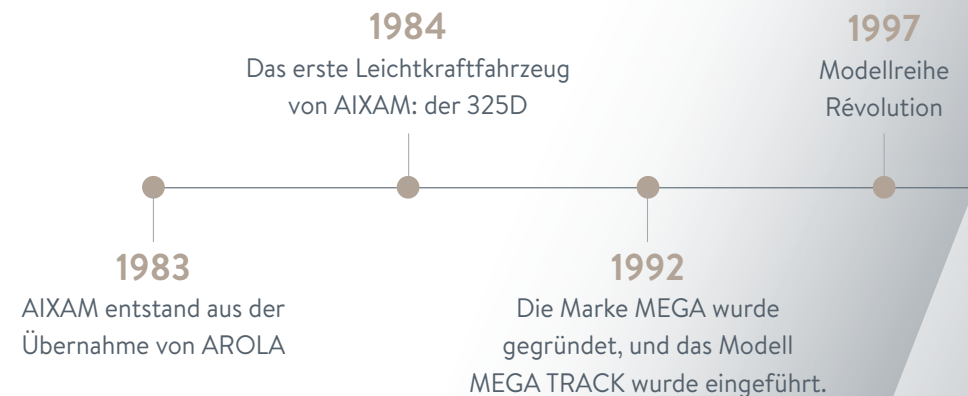 1984
Das erste Leichtkraftfahrzeug
von AIXAM: der 325D
1997
Modellreihe
Révolution
1983
AIXAM entstand aus der
Übernahme von AROLA
1992
Die Marke MEGA wurde
gegründet, und das Modell
MEGA TRACK wurde eingeführt.